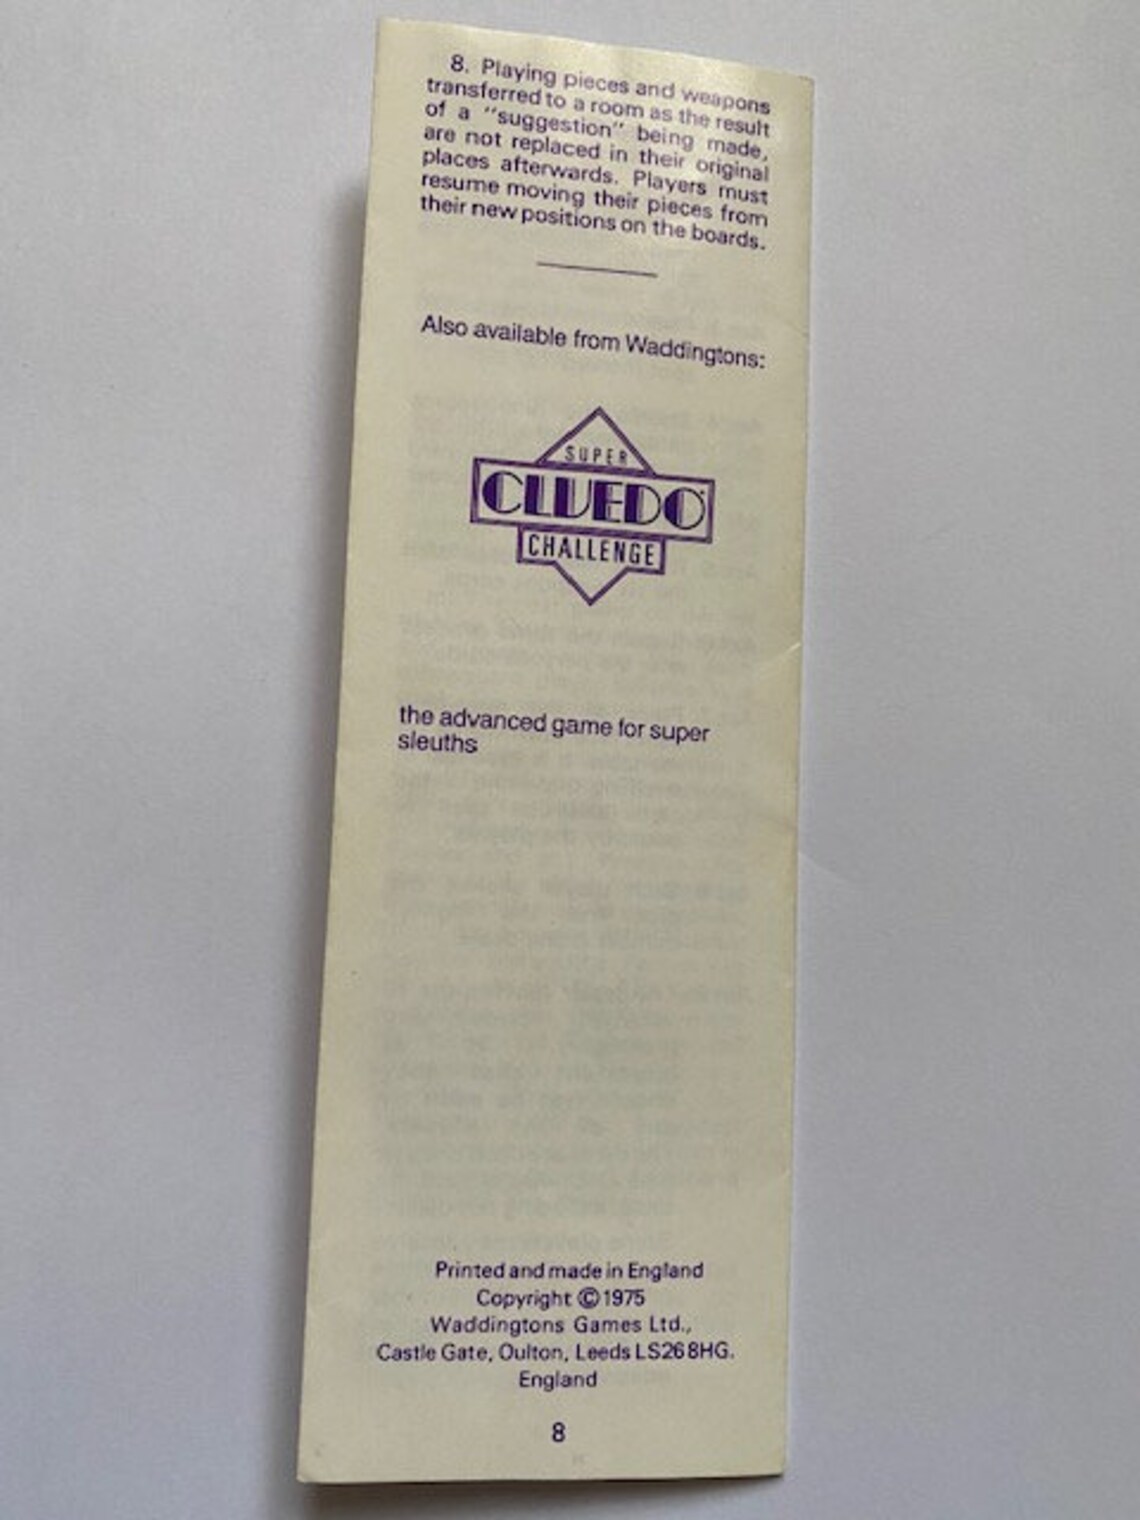 8. Playing pieces and weapons
transferred to a room as the result
of a "suggestion" being made,
are not replaced in their original
places afterwards. Players must
resume moving their pieces from
their new positions on the boards.
Also available from Waddingtons:
SUPER
CLUEDO
CHALLENGE
the advanced game for super
sleuths
Printed and made in England
Copyright © 1975
Waddingtons Games Ltd.,
Castle Gate, Oulton, Leeds LS26 8HG.
England
8